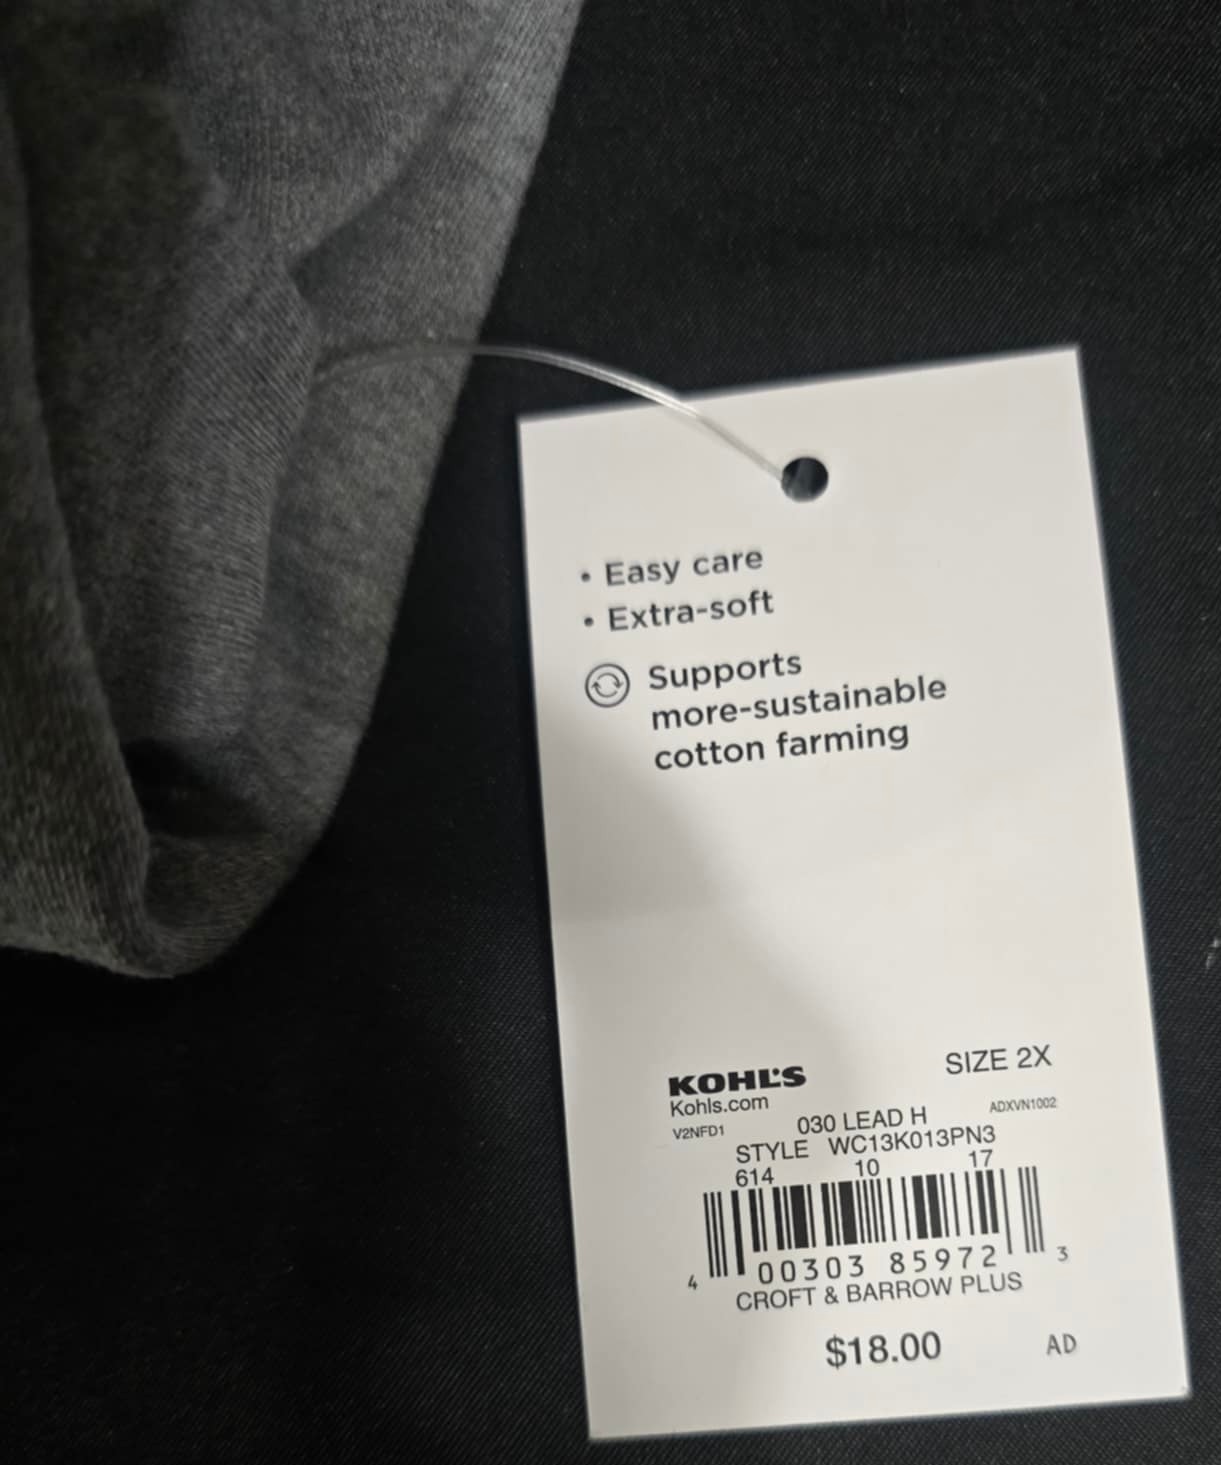 • Easy care
• Extra-soft
Supports
more-sustainable
cotton farming
KOHL'S
SIZE 2X
Kohls.com
V2NFD1 030 LEAD H ADXVN1002
STYLE WC13K013PN3
614 10 17
4 00303 85972 3
CROFT & BARROW PLUS
$18.00 AD